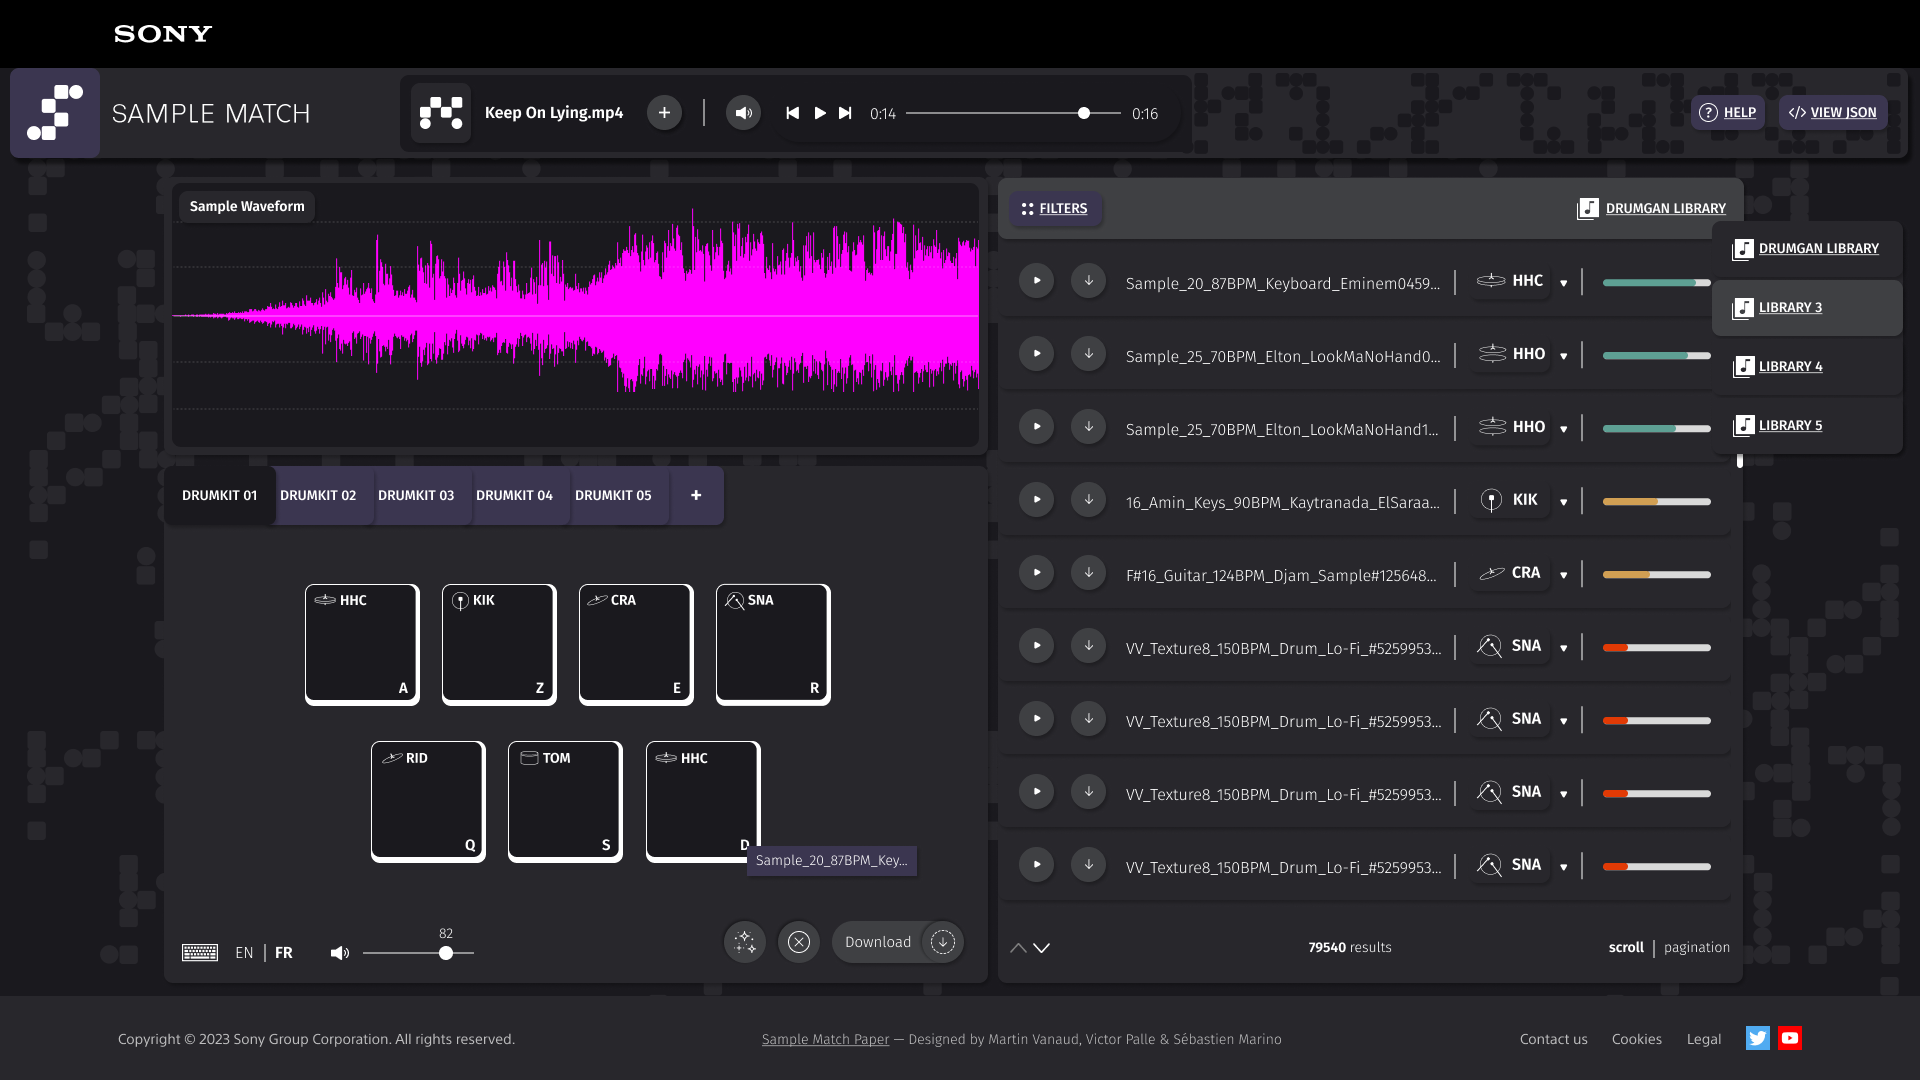 SONY
SAMPLE MATCH
Keep On Lying.mp4
+
0:14
0:16
? HELP
</> VIEW JSON
Sample Waveform
FILTERS
DRUMGAN LIBRARY
DRUMGAN LIBRARY
LIBRARY 3
LIBRARY 4
LIBRARY 5
Sample_20_87BPM_Keyboard_Eminem0459... HHC
Sample_25_70BPM_Elton_LookMaNoHand0... HHO
Sample_25_70BPM_Elton_LookMaNoHand1... HHO
16_Amin_Keys_90BPM_Kaytranada_ElSaraa... KIK
F#16_Guitar_124BPM_Djam_Sample#125648... CRA
VV_Texture8_150BPM_Drum_Lo-Fi_#5259953... SNA
VV_Texture8_150BPM_Drum_Lo-Fi_#5259953... SNA
VV_Texture8_150BPM_Drum_Lo-Fi_#5259953... SNA
VV_Texture8_150BPM_Drum_Lo-Fi_#5259953... SNA
79540 results
scroll | pagination
DRUMKIT 01 DRUMKIT 02 DRUMKIT 03 DRUMKIT 04 DRUMKIT 05 +
HHC KIK CRA SNA
A Z E R
RID TOM HHC
Q S D
Sample_20_87BPM_Key...
EN | FR
82
Download
Copyright © 2023 Sony Group Corporation. All rights reserved.
Sample Match Paper — Designed by Martin Vanaud, Victor Palle & Sébastien Marino
Contact us Cookies Legal